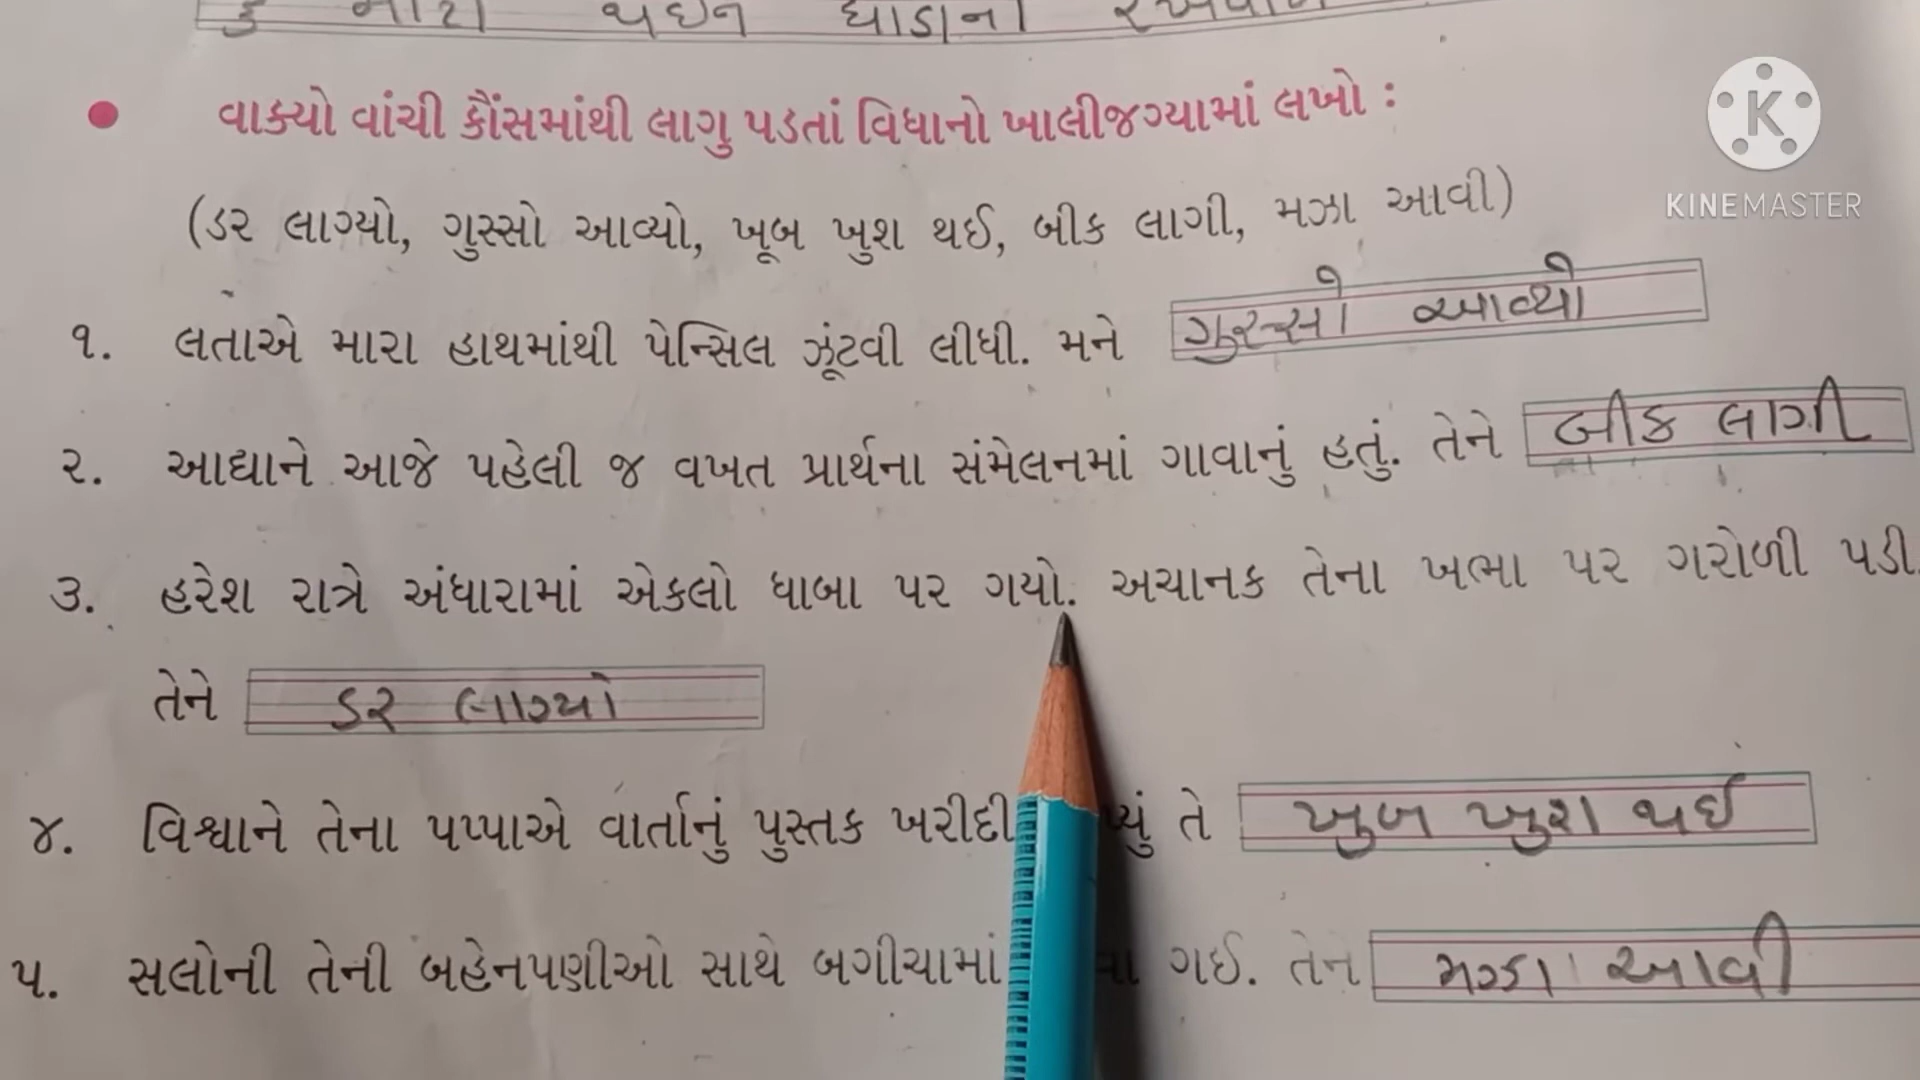 થઇને ઘોડાની
વાક્યો વાંચી કૌંસમાંથી લાગુ પડતાં વિધાનો ખાલીજગ્યામાં લખો :
(ડર લાગ્યો, ગુસ્સો આવ્યો, ખૂબ ખુશ થઈ, બીક લાગી, મઝા આવી)
૧. લતાએ મારા હાથમાંથી પેન્સિલ ઝૂંટવી લીધી. મને ગુસ્સો આવ્યો
૨. આદ્યાને આજે પહેલી જ વખત પ્રાર્થના સંમેલનમાં ગાવાનું હતું. તેને બીક લાગી
૩. હરેશ રાત્રે અંધારામાં એકલો ધાબા પર ગયો. અચાનક તેના ખભા પર ગરોળી પડી.
તેને ડર લાગ્યો
૪. વિશ્વાને તેના પપ્પાએ વાર્તાનું પુસ્તક ખરીદી તે ખુબ ખુશ થઈ
૫. સલોની તેની બહેનપણીઓ સાથે બગીચામાં ગઈ. તેન મઝા આવી
K
KINEMASTER